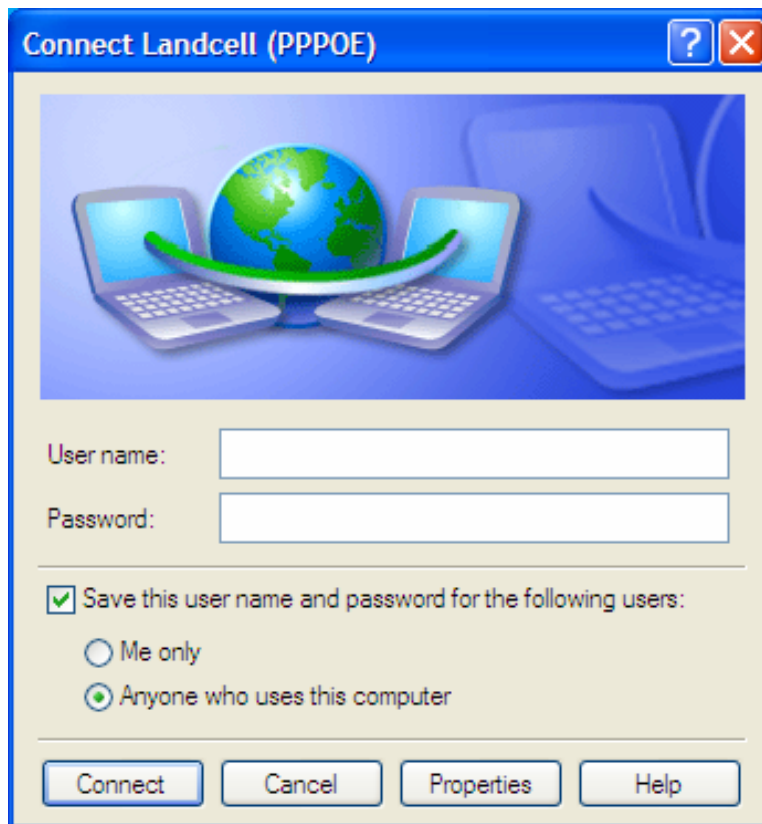 Connect Landcell (PPPOE)
User name:
Password:
Save this user name and password for the following users:
Me only
Anyone who uses this computer
Connect Cancel Properties Help